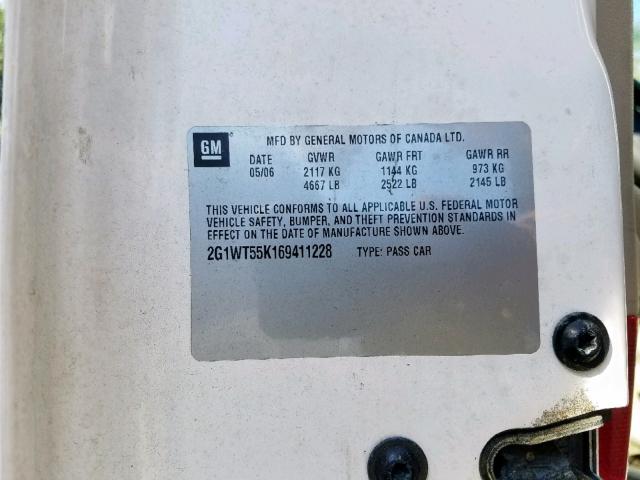 GM MFD BY GENERAL MOTORS OF CANADA LTD.
DATE GVWR GAWR FRT GAWR RR
05/06 2117 KG 1144 KG 973 KG
4667 LB 2522 LB 2145 LB
THIS VEHICLE CONFORMS TO ALL APPLICABLE U.S. FEDERAL MOTOR
VEHICLE SAFETY, BUMPER, AND THEFT PREVENTION STANDARDS IN
EFFECT ON THE DATE OF MANUFACTURE SHOWN ABOVE.
2G1WT55K169411228 TYPE: PASS CAR